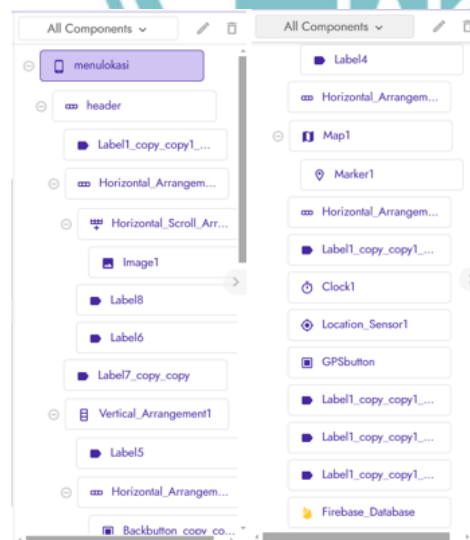 All Components
menulokasi
header
Label1_copy_copy1_...
Horizontal_Arrangem...
Horizontal_Scroll_Arr...
Image1
Label8
Label6
Label7_copy_copy
Vertical_Arrangement1
Label5
Horizontal_Arrangem...
Backbutton_copy_co...
All Components
Label4
Horizontal_Arrangem...
Map1
Marker1
Horizontal_Arrangem...
Label1_copy_copy1_...
Clock1
Location_Sensor1
GPSbutton
Label1_copy_copy1_...
Label1_copy_copy1_...
Label1_copy_copy1_...
Firebase_Database